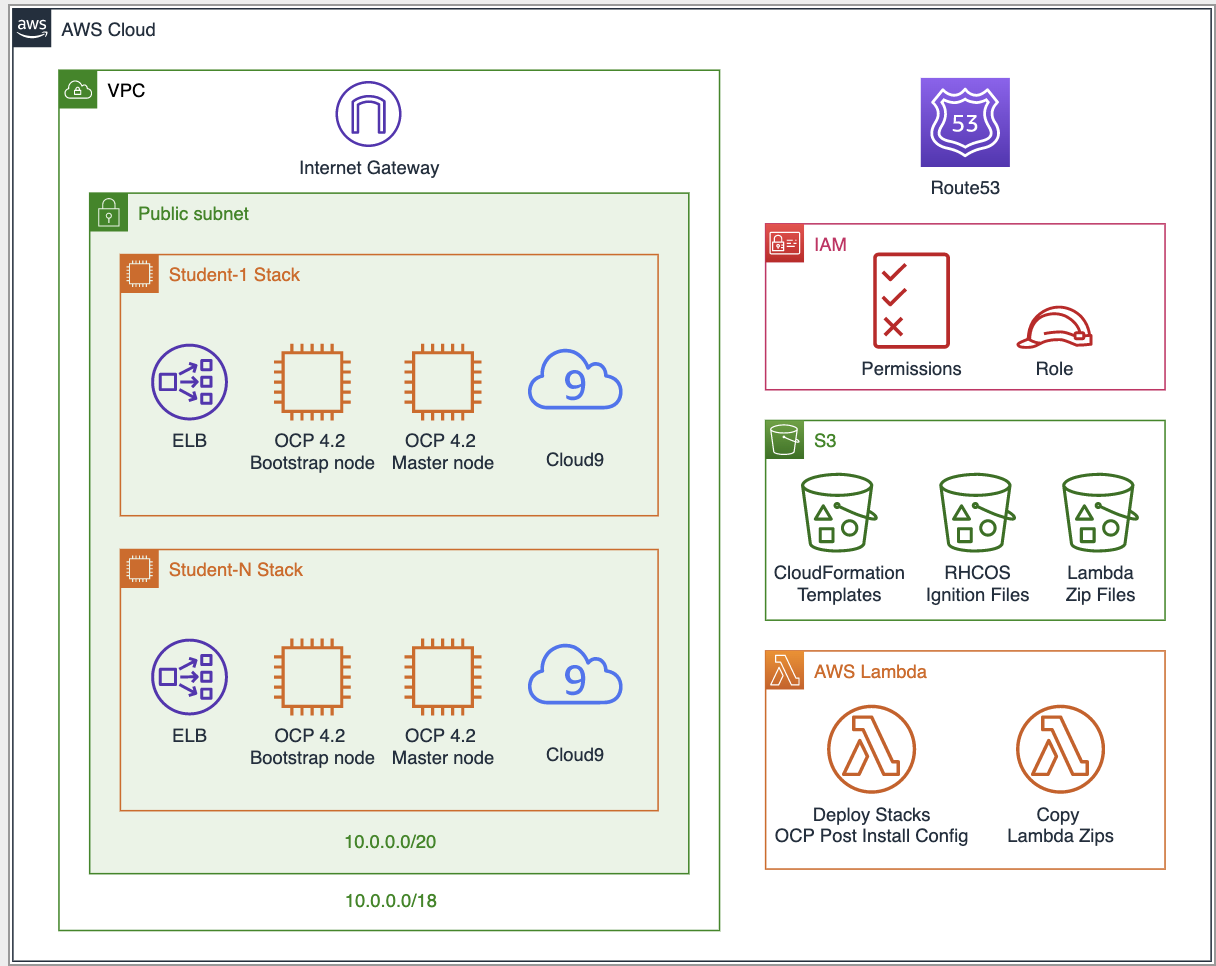 aws
AWS Cloud
VPC
Internet Gateway
Public subnet
Student-1 Stack
ELB
OCP 4.2
Bootstrap node
OCP 4.2
Master node
9
Cloud9
Student-N Stack
ELB
OCP 4.2
Bootstrap node
OCP 4.2
Master node
9
Cloud9
10.0.0.0/20
10.0.0.0/18
53
Route53
IAM
Permissions
Role
S3
CloudFormation
Templates
RHCOS
Ignition Files
Lambda
Zip Files
AWS Lambda
Deploy Stacks
OCP Post Install Config
Copy
Lambda Zips